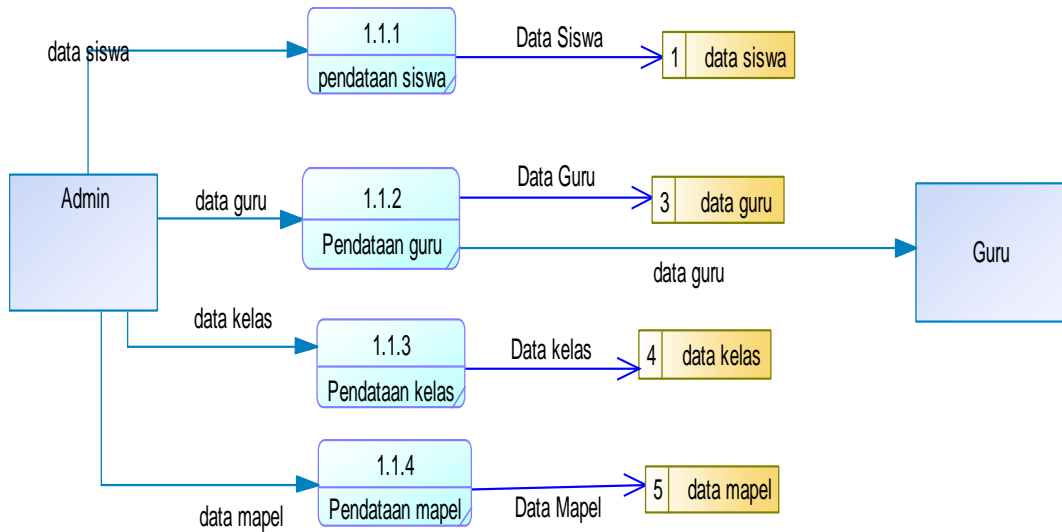 data siswa
1.1.1
pendataan siswa
Data Siswa
1 data siswa
Admin
data guru
1.1.2
Pendataan guru
Data Guru
3 data guru
data guru
Guru
data kelas
1.1.3
Pendataan kelas
Data kelas
4 data kelas
data mapel
1.1.4
Pendataan mapel
Data Mapel
5 data mapel